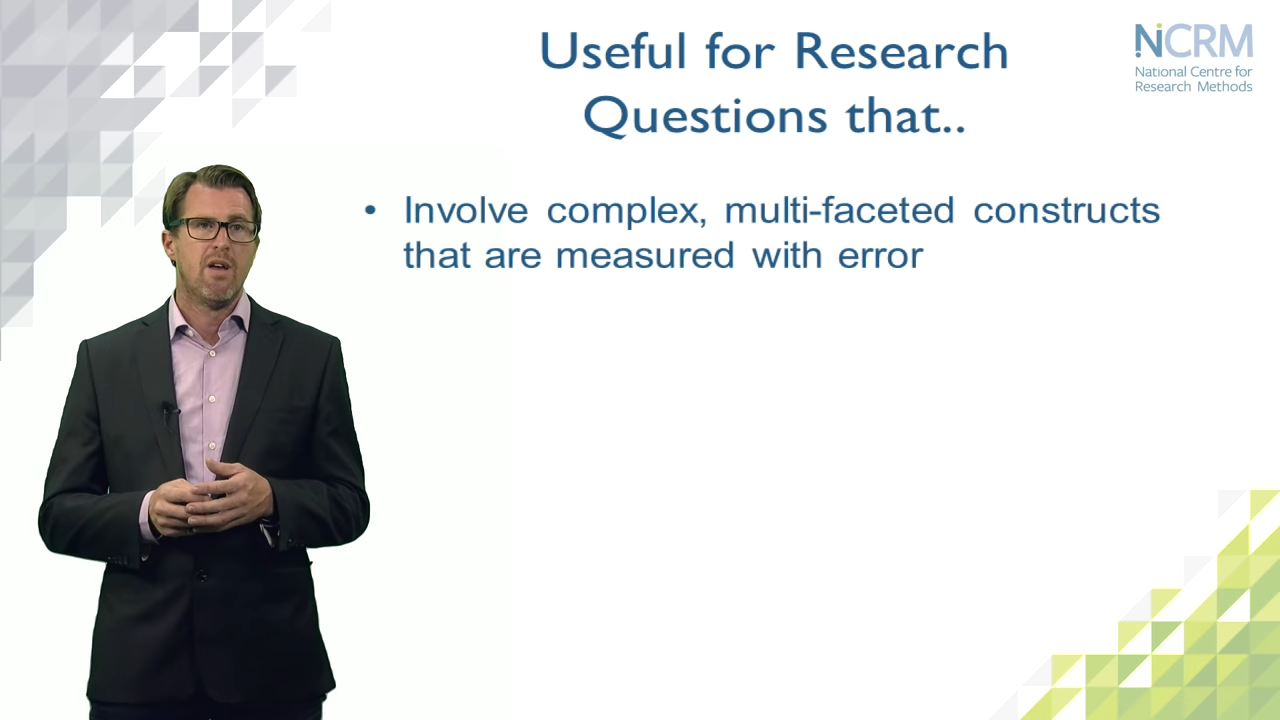 Useful for Research
Questions that..
NCRM
National Centre for
Research Methods
• Involve complex, multi-faceted constructs
that are measured with error